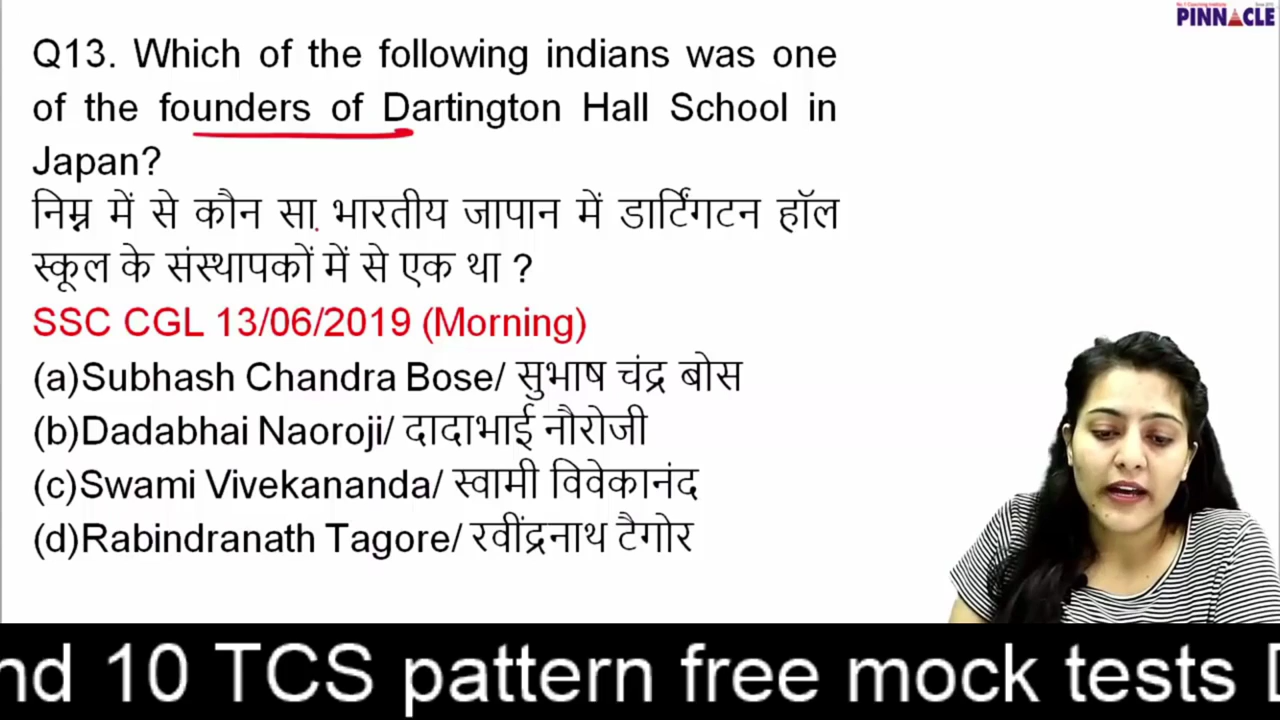 PINNACLE
Q13. Which of the following indians was one
of the founders of Dartington Hall School in
Japan?
निम्न में से कौन सा भारतीय जापान में डार्टिंगटन हॉल
स्कूल के संस्थापकों में से एक था ?
SSC CGL 13/06/2019 (Morning)
(a)Subhash Chandra Bose/ सुभाष चंद्र बोस
(b)Dadabhai Naoroji/ दादाभाई नौरोजी
(c)Swami Vivekananda/ स्वामी विवेकानंद
(d)Rabindranath Tagore/ रवींद्रनाथ टैगोर
nd 10 TCS pattern free mock tests